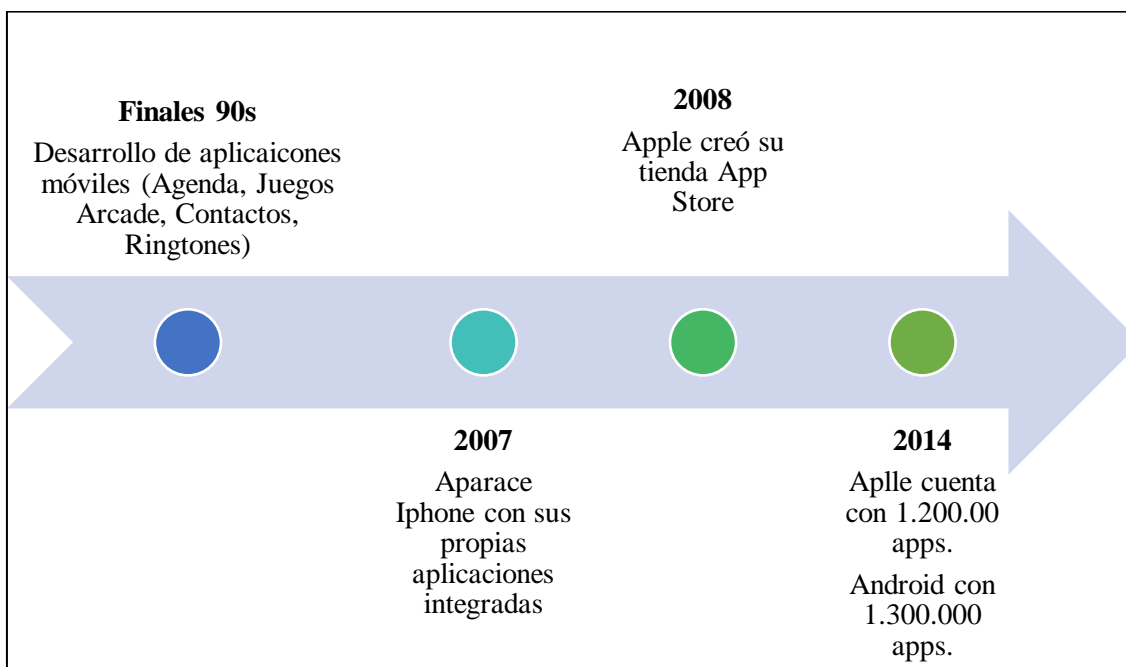 Finales 90s
Desarrollo de aplicaicones
móviles (Agenda, Juegos
Arcade, Contactos,
Ringtones)
2007
Aparace
Iphone con sus
propias
aplicaciones
integradas
2008
Apple creó su
tienda App
Store
2014
Aplle cuenta
con 1.200.00
apps.
Android con
1.300.000
apps.